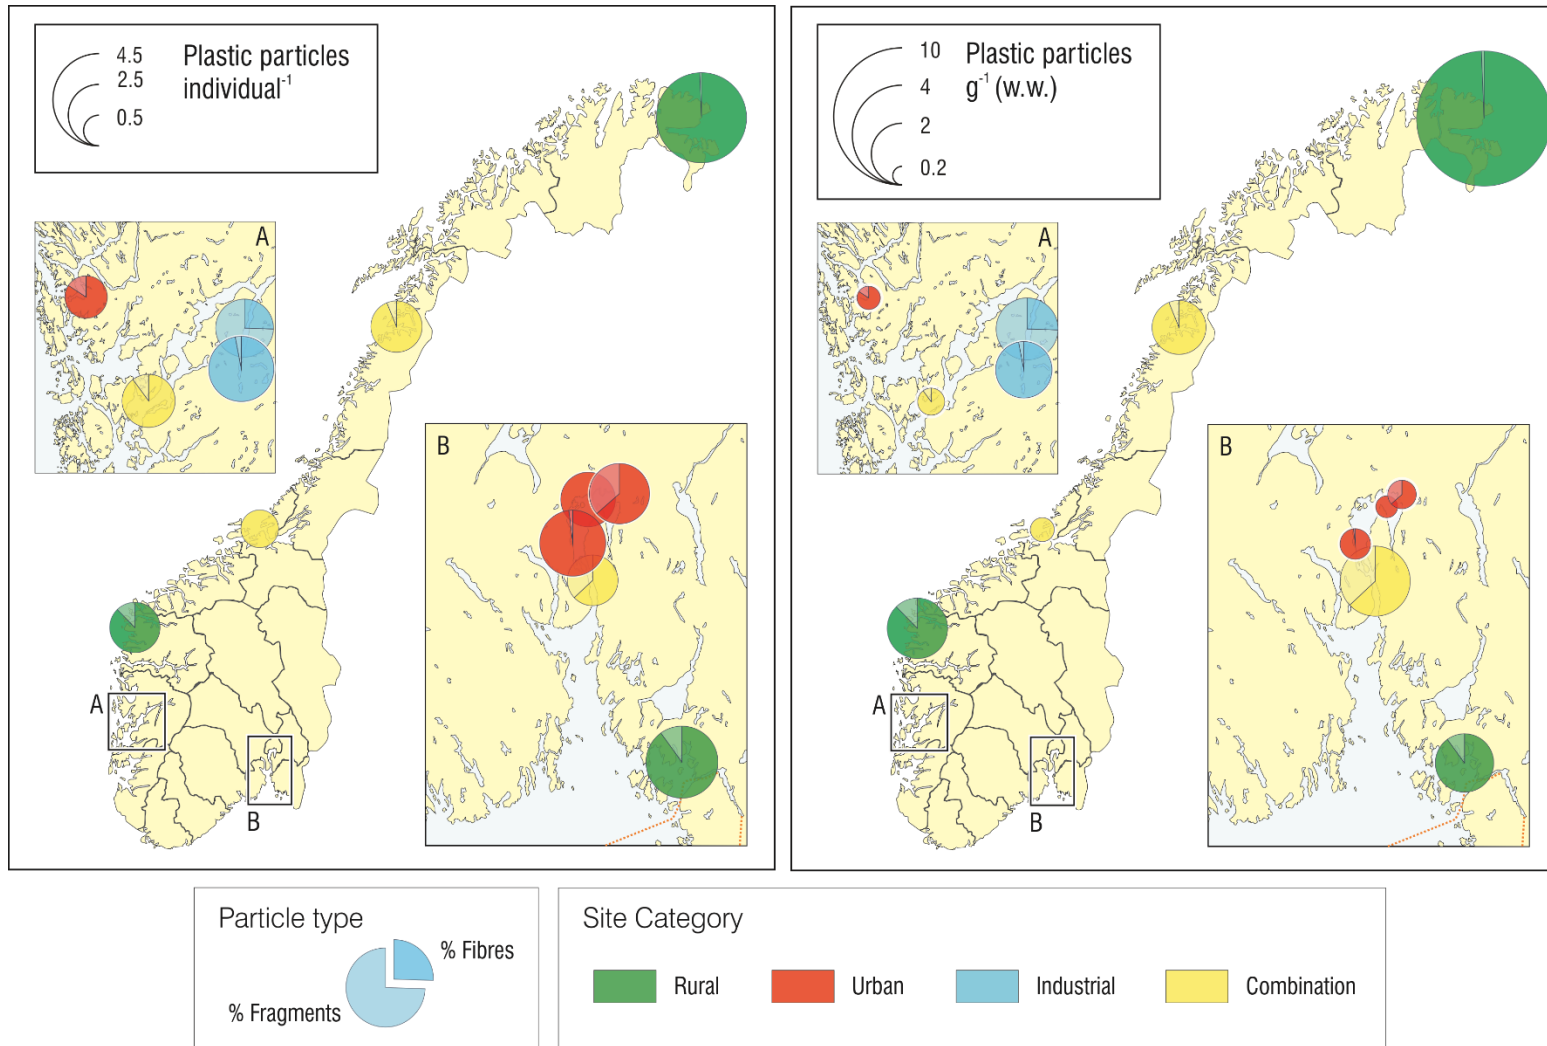 4.5
2.5
0.5
Plastic particles
individual⁻¹
A
B
A
B
10
4
2
0.2
Plastic particles
g⁻¹ (w.w.)
A
B
A
B
Particle type
% Fibres
% Fragments
Site Category
Rural
Urban
Industrial
Combination